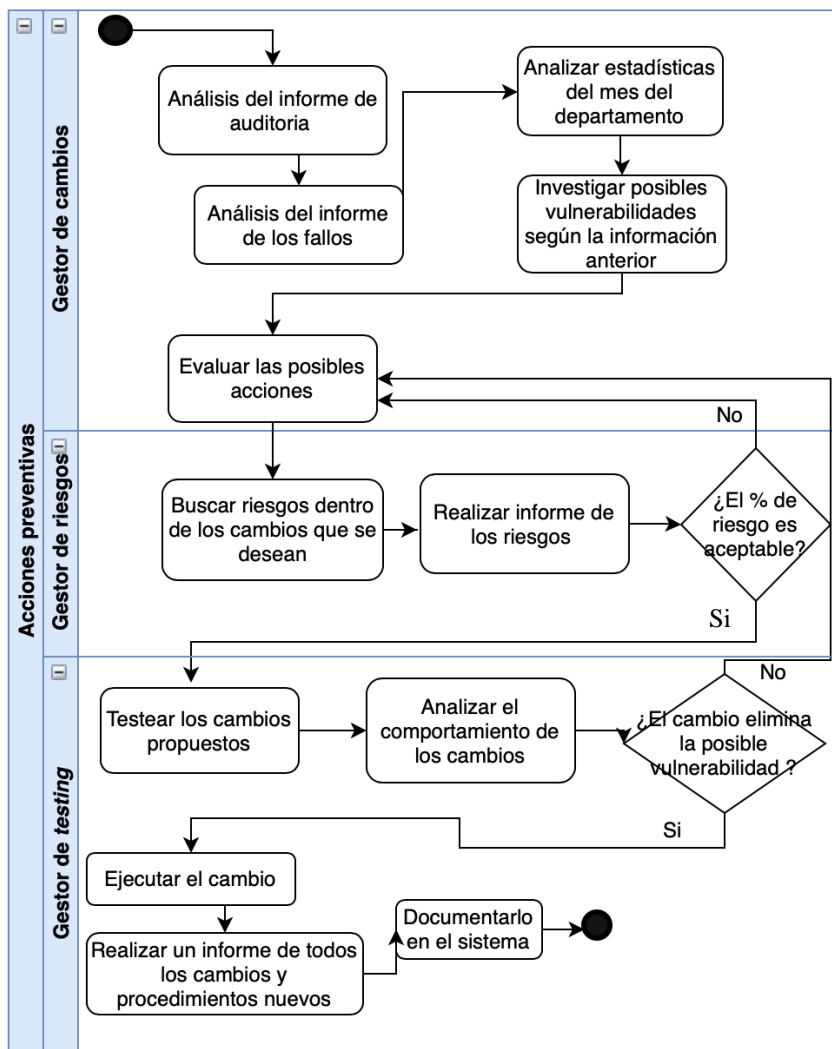 Acciones preventivas
Gestor de cambios
Análisis del informe de
auditoria
Análisis del informe
de los fallos
Analizar estadísticas
del mes del
departamento
Investigar posibles
vulnerabilidades
según la información
anterior
Evaluar las posibles
acciones
No
Gestor de riesgos
Buscar riesgos dentro
de los cambios que se
desean
Realizar informe de
los riesgos
¿El % de
riesgo es
aceptable?
Si
Gestor de testing
Testear los cambios
propuestos
Analizar el
comportamiento de
los cambios
No
¿El cambio elimina
la posible
vulnerabilidad ?
Si
Ejecutar el cambio
Realizar un informe de todos
los cambios y
procedimientos nuevos
Documentarlo
en el sistema